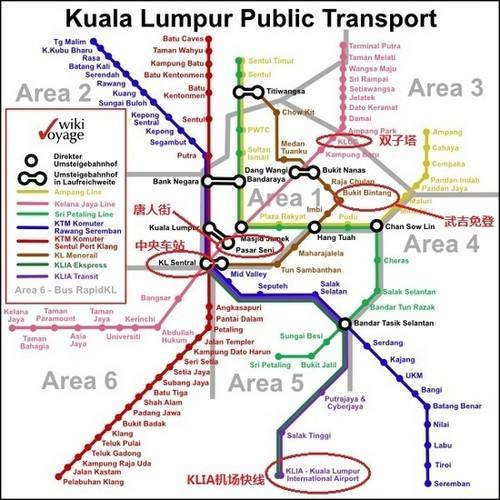 Kuala Lumpur Public Transport
Tg Malim
K.Kubu Bharu
Rasa
Batang Kali
Serendah
Rawang
Kuang
Sungai Buloh
Kepong Sentral
Kepong
Segambut
Putra
Area 2
Batu Caves
Taman Wahyu
Kampung Batu
Batu Kentonmen
Batu Kentonmen
Sentul
Bank Negara
Sentul Timur
Sentul
Titiwangsa
PWTC
Sultan Ismail
Chow Kit
Medan Tuanku
Dang Wangi
Bandaraya
Bukit Nanas
Terminal Putra
Taman Melati
Wangsa Maju
Sri Rampai
Setiawangsa
Jelatek
Dato Keramat
Damai
Ampang Park
KLCC
双子塔
Kampung Baru
Area 3
Ampang
Cahaya
Cempaka
Pandan Indah
Pandan Jaya
Maluri
wiki
voyage
Direkter
Umsteigebahnhof
Umsteigebahnhof
in Laufreichweite
Ampang Line
Kelana Jaya Line
Sri Petaling Line
KTM Komuter
Rawang Seremban
KTM Komuter
Sentul Port Klang
KL Monorail
KLIA Ekspress
KLIA Transit
Area 6 - Bus RapidKL
Area 1
Raja Chulan
Bukit Bintang
武吉免登
Imbi
唐人街
中央车站
Kuala Lumpur
Plaza Rakyat
Pudu
Masjid Jamek
Pasar Seni
Hang Tuah
Chan Sow Lin
Area 4
KL Sentral
Maharajalela
Tun Sambanthan
Cheras
Mid Valley
Seputeh
Salak Selatan
Salak Selatan
Bandar Tun Razak
Bangsar
Kelana Jaya
Taman Paramount
Taman Jaya
Kerinchi
Taman Bahagia
Asia Jaya
Universiti
Abdullah Hukum
Angkasapuri
Pantai Dalam
Petaling
Jalan Templer
Kampung Dato Harun
Seri Setia
Setia Jaya
Subang Jaya
Batu Tiga
Shah Alam
Padang Jawa
Bukit Badak
Klang
Teluk Pulai
Teluk Gadong
Kampung Raja Uda
Jalan Kastam
Pelabuhan Klang
Area 6
Area 5
Bandar Tasik Selantan
Sungai Besi
Sri Petaling
Bukit Jalil
Serdang
Kajang
UKM
Bangi
Batang Benar
Nilai
Labu
Tiroi
Seremban
Putrajaya & Cyberjaya
Salak Tinggi
KLIA机场快线
KLIA - Kuala Lumpur
International Airport